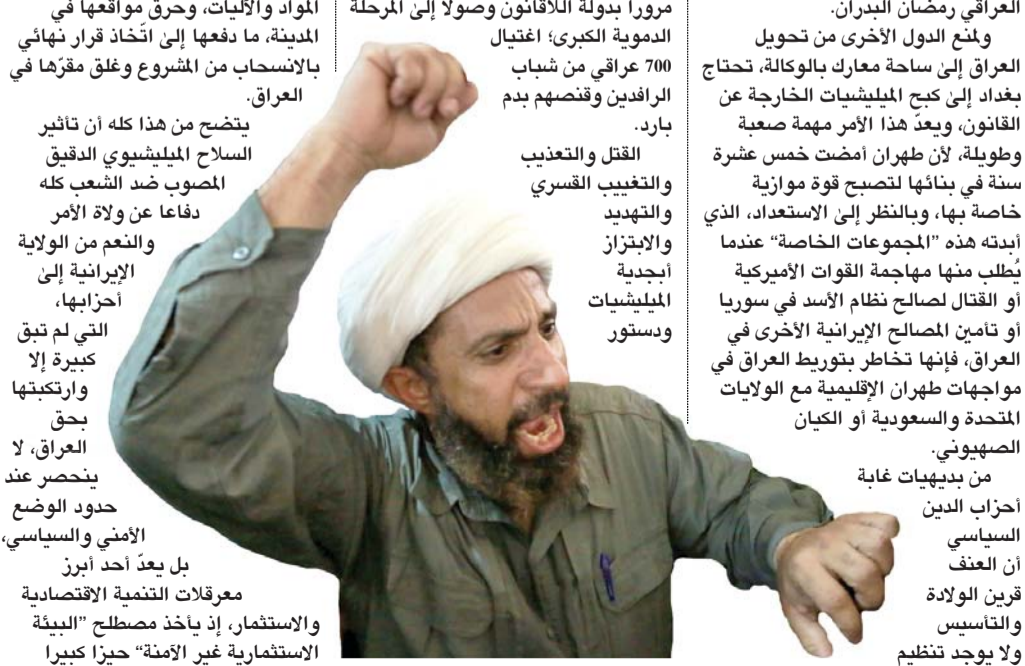 العراقي رمضان البدران.
ولمنع الدول الأخرى من تحويل
العراق إلى ساحة معارك بالوكالة، تحتاج
بغداد إلى كبح الميليشيات الخارجة عن
القانون، ويعدّ هذا الأمر مهمة صعبة
وطويلة، لأن طهران أمضت خمس عشرة
سنة في بنائها لتصبح قوة موازية
خاصة بها، وبالنظر إلى الاستعداد، الذي
أبدته هذه ”المجموعات الخاصة“ عندما
يُطلب منها مهاجمة القوات الأميركية
أو القتال لصالح نظام الأسد في سوريا
أو تأمين المصالح الإيرانية الأخرى في
العراق، فإنها تخاطر بتوريط العراق في
مواجهات طهران الإقليمية مع الولايات
المتحدة والسعودية أو الكيان
الصهيوني.
من بديهيات غابة
أحزاب الدين
السياسي
أن العنف
قرين الولادة
والتأسيس
ولا يوجد تنظيم
مرورا بدولة اللاقانون وصولا إلى المرحلة
الدموية الكبرى؛ اغتيال
700 عراقي من شباب
الرافدين وقنصهم بدم
بارد.
القتل والتعذيب
والتغييب القسري
والتهديد
والابتزاز
أبجدية
الميليشيات
ودستور
المواد والآليات، وحرق مواقعها في
المدينة، ما دفعها إلى اتّخاذ قرار نهائي
بالانسحاب من المشروع وغلق مقرّها في
العراق.
يتضح من هذا كله أن تأثير
السلاح الميليشيوي الدقيق
المصوب ضد الشعب كله
دفاعا عن ولاة الأمر
والنعم من الولاية
الإيرانية إلى
أحزابها،
التي لم تبق
كبيرة إلا
وارتكبتها
بحق
العراق، لا
ينحصر عند
حدود الوضع
الأمني والسياسي،
بل يعدّ أحد أبرز
معرقلات التنمية الاقتصادية
والاستثمار، إذ يأخذ مصطلح ”البيئة
الاستثمارية غير الآمنة“ حيزا كبيرا